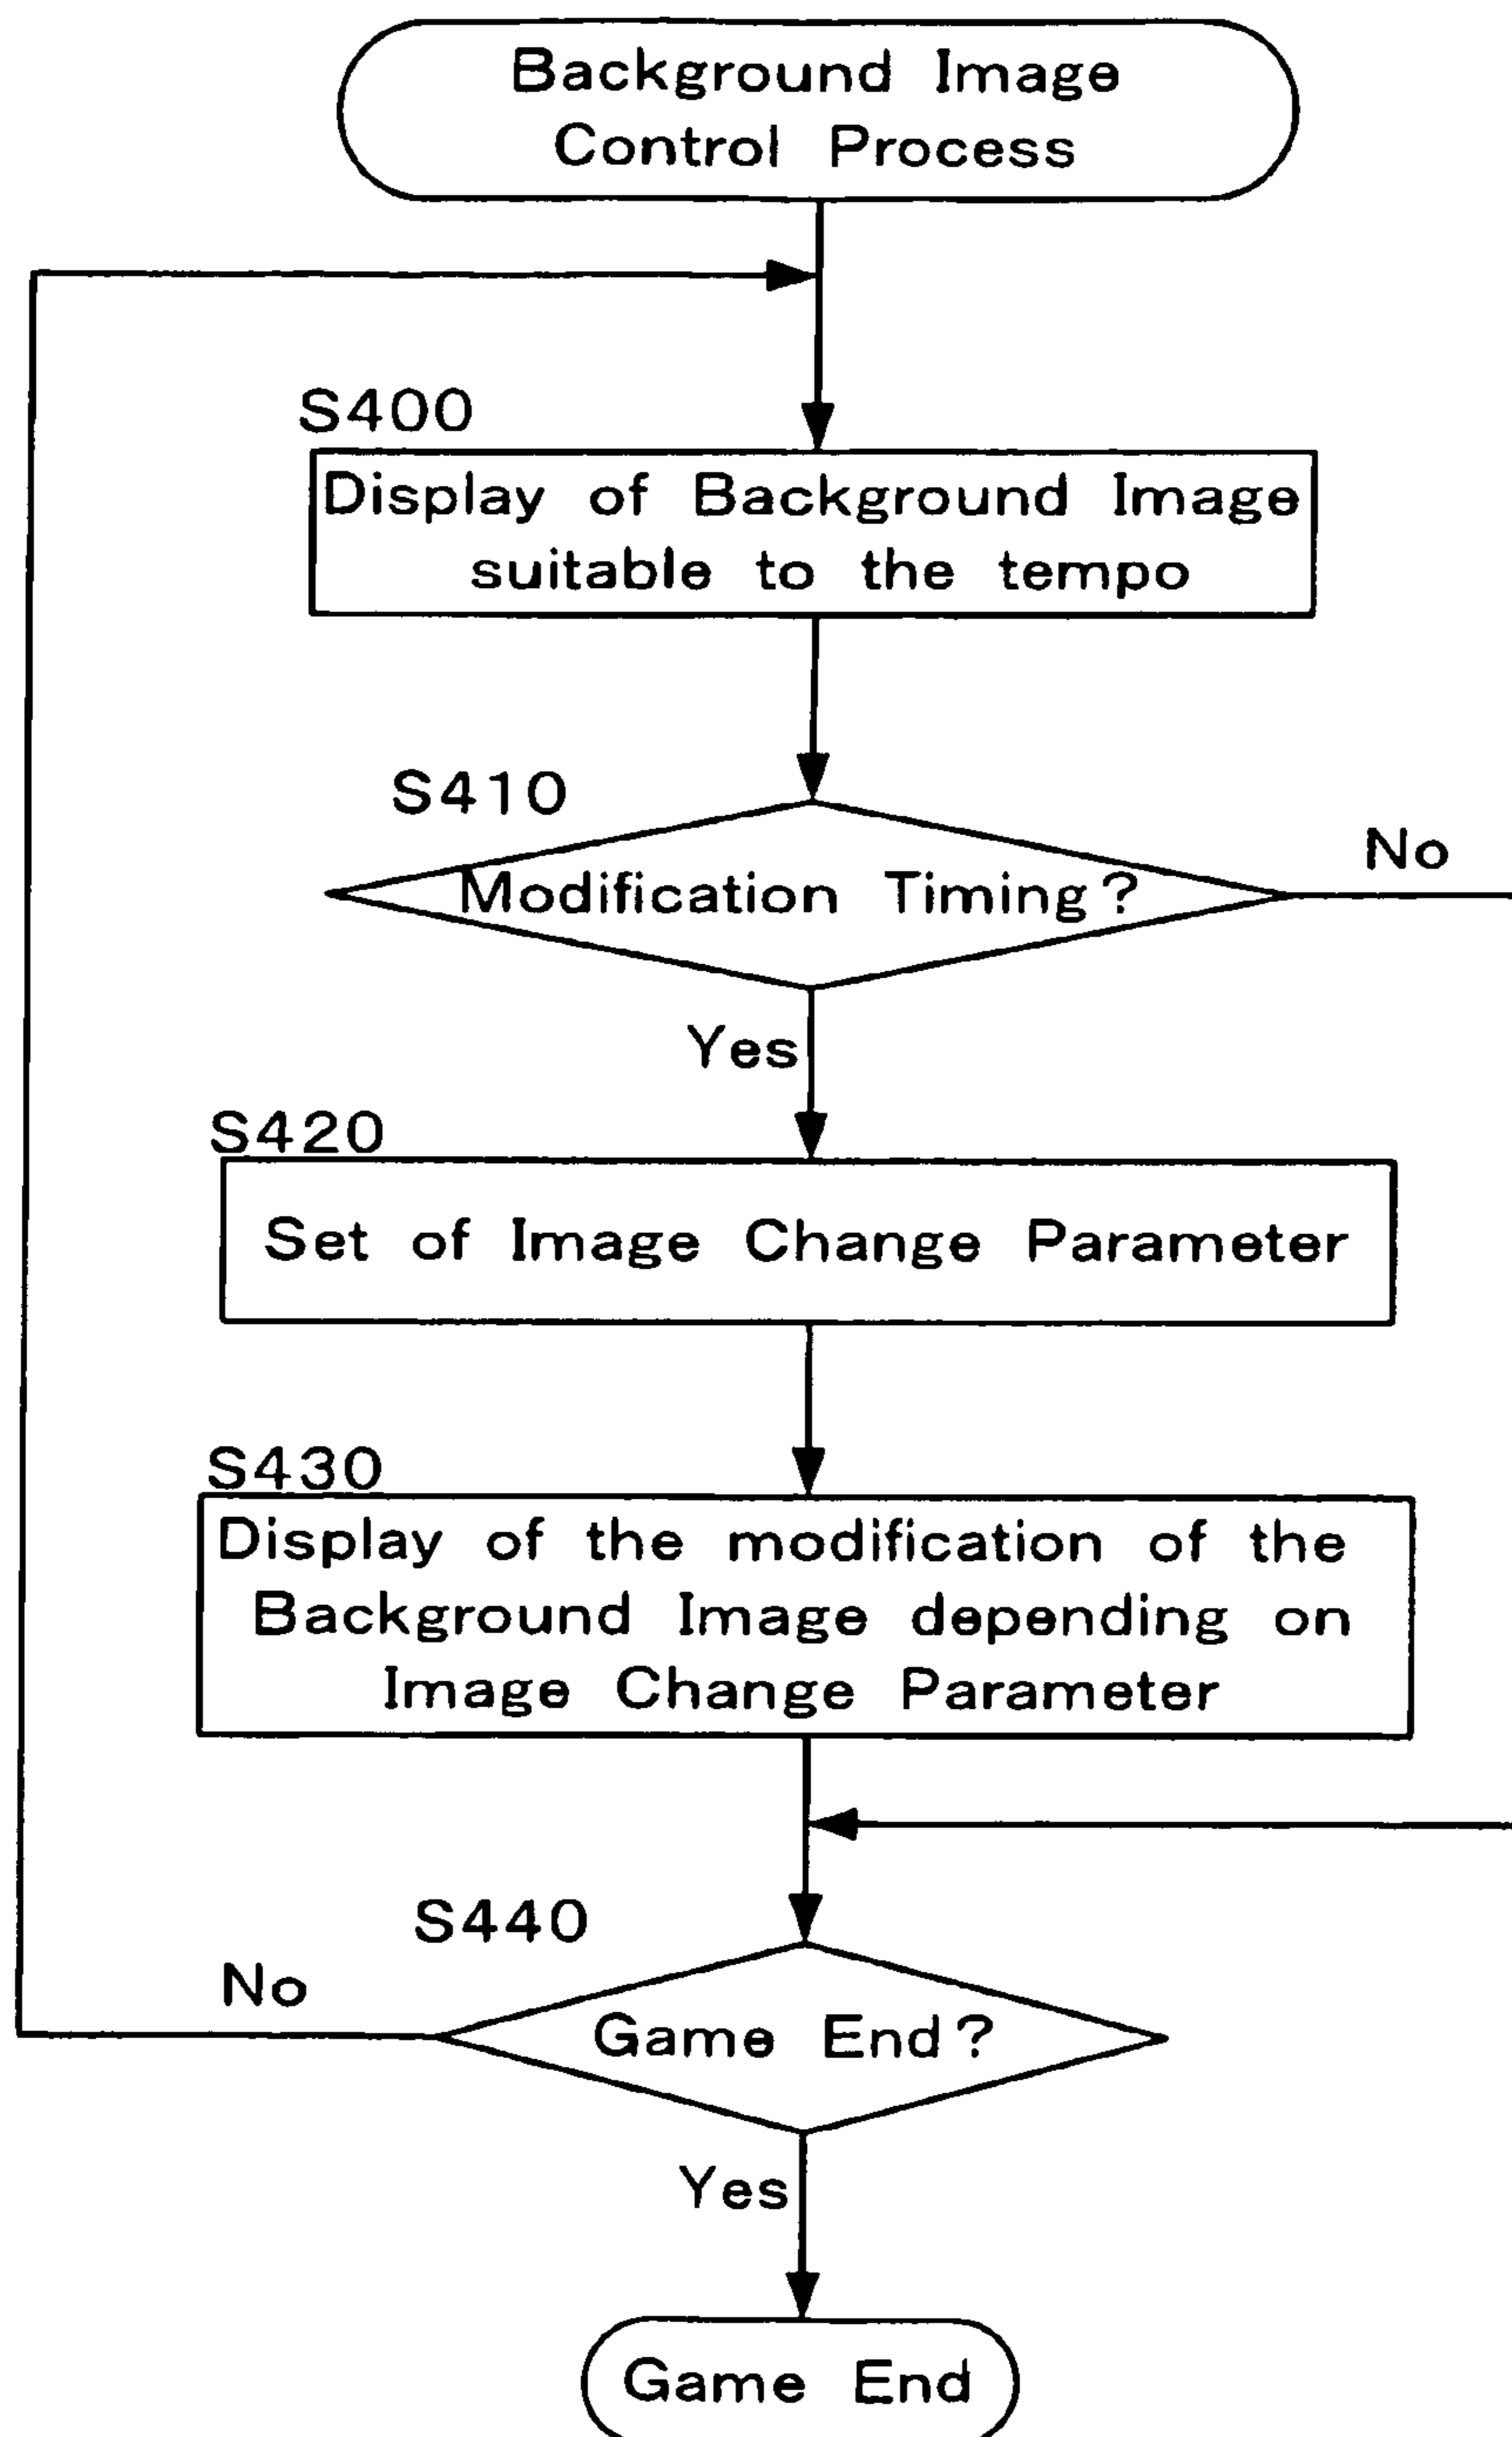 Background Image
Control Process
S400
Display of Background Image
suitable to the tempo
S410
Modification Timing?
No
Yes
S420
Set of Image Change Parameter
S430
Display of the modification of the
Background Image depending on
Image Change Parameter
S440
No
Game End?
Yes
Game End